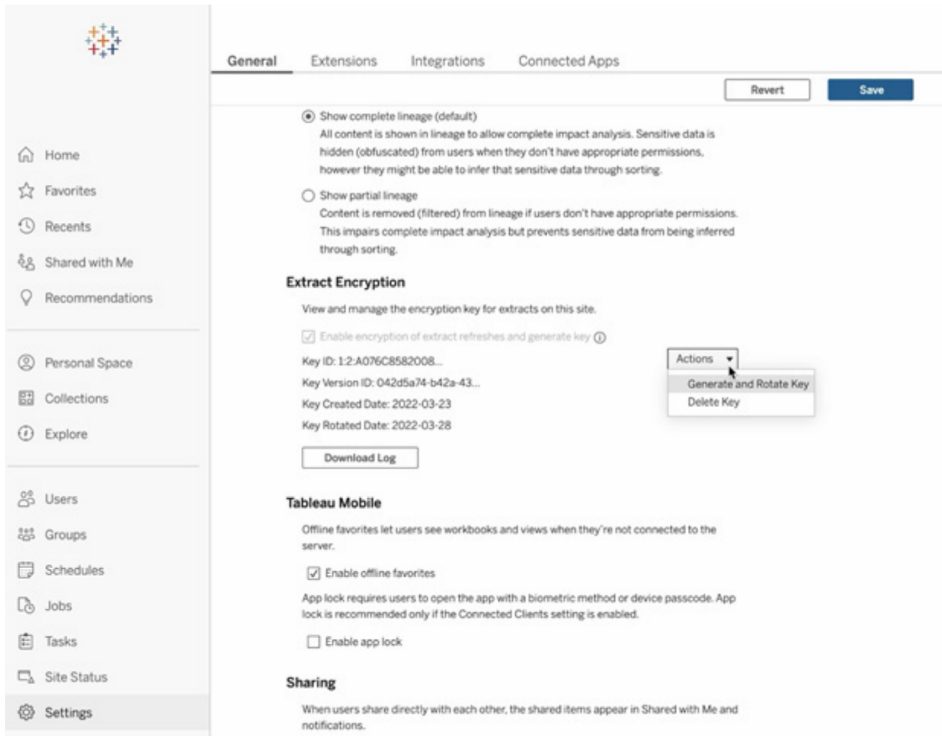 General
Extensions
Integrations
Connected Apps
Revert
Save
Home
Favorites
Recents
Shared with Me
Recommendations
Personal Space
Collections
Explore
Users
Groups
Schedules
Jobs
Tasks
Site Status
Settings
Show complete lineage (default)
All content is shown in lineage to allow complete impact analysis. Sensitive data is
hidden (obfuscated) from users when they don't have appropriate permissions,
however they might be able to infer that sensitive data through sorting.
Show partial lineage
Content is removed (filtered) from lineage if users don't have appropriate permissions.
This impairs complete impact analysis but prevents sensitive data from being inferred
through sorting.
Extract Encryption
View and manage the encryption key for extracts on this site.
Enable encryption of extract refreshes and generate key
Key ID: 1:2:A076C8582008...
Key Version ID: 042d5a74-b42a-43...
Key Created Date: 2022-03-23
Key Rotated Date: 2022-03-28
Actions
Generate and Rotate Key
Delete Key
Download Log
Tableau Mobile
Offline favorites let users see workbooks and views when they're not connected to the
server.
Enable offline favorites
App lock requires users to open the app with a biometric method or device passcode. App
lock is recommended only if the Connected Clients setting is enabled.
Enable app lock
Sharing
When users share directly with each other, the shared items appear in Shared with Me and
notifications.